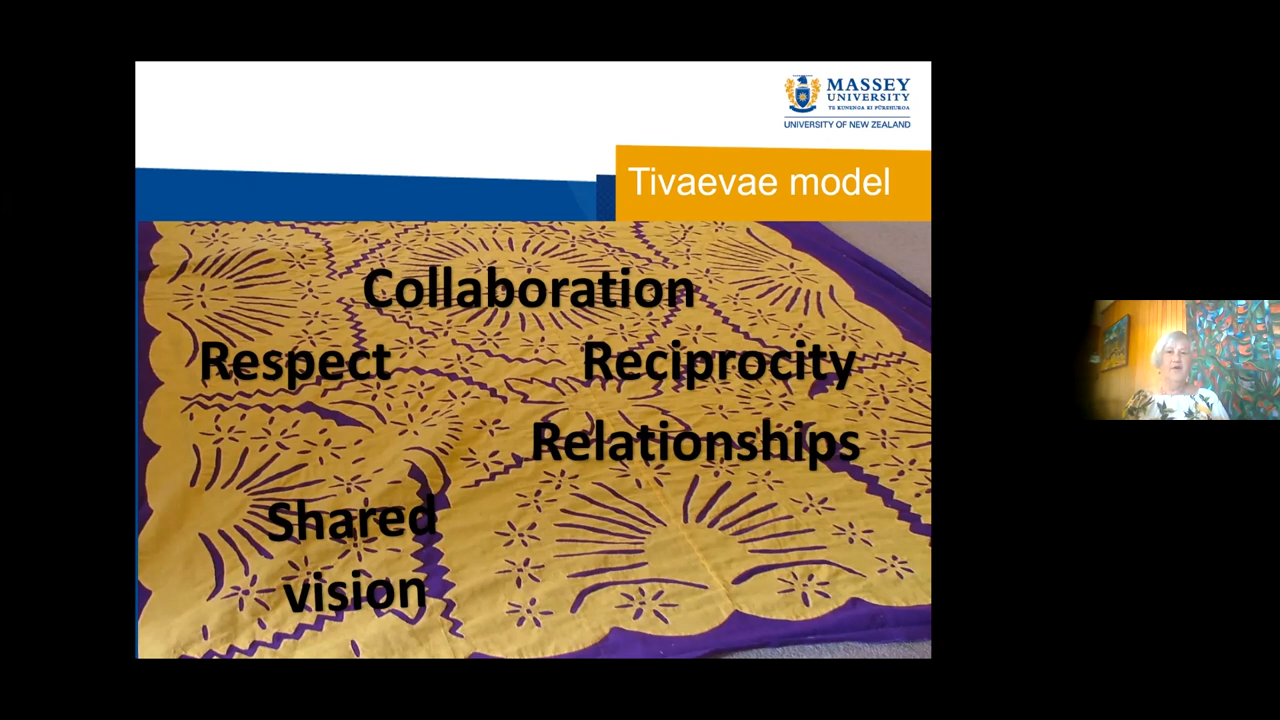 MASSEY
UNIVERSITY
TE KUNENGA KI PŪREHUROA
UNIVERSITY OF NEW ZEALAND
Tivaevae model
Collaboration
Respect
Reciprocity
Relationships
Shared
vision